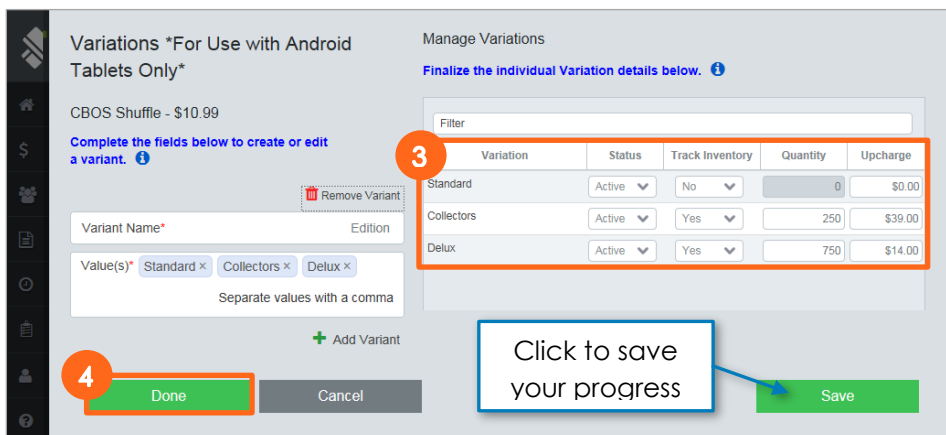 Variations *For Use with Android
Tablets Only*
CBOS Shuffle - $10.99
Complete the fields below to create or edit
a variant. i
Remove Variant
Variant Name* Edition
Value(s)* Standard × Collectors × Delux ×
Separate values with a comma
+ Add Variant
4
Done Cancel
Manage Variations
Finalize the individual Variation details below. i
Filter
3
Variation Status Track Inventory Quantity Upcharge
Standard Active No 0 $0.00
Collectors Active Yes 250 $39.00
Delux Active Yes 750 $14.00
Click to save
your progress
Save